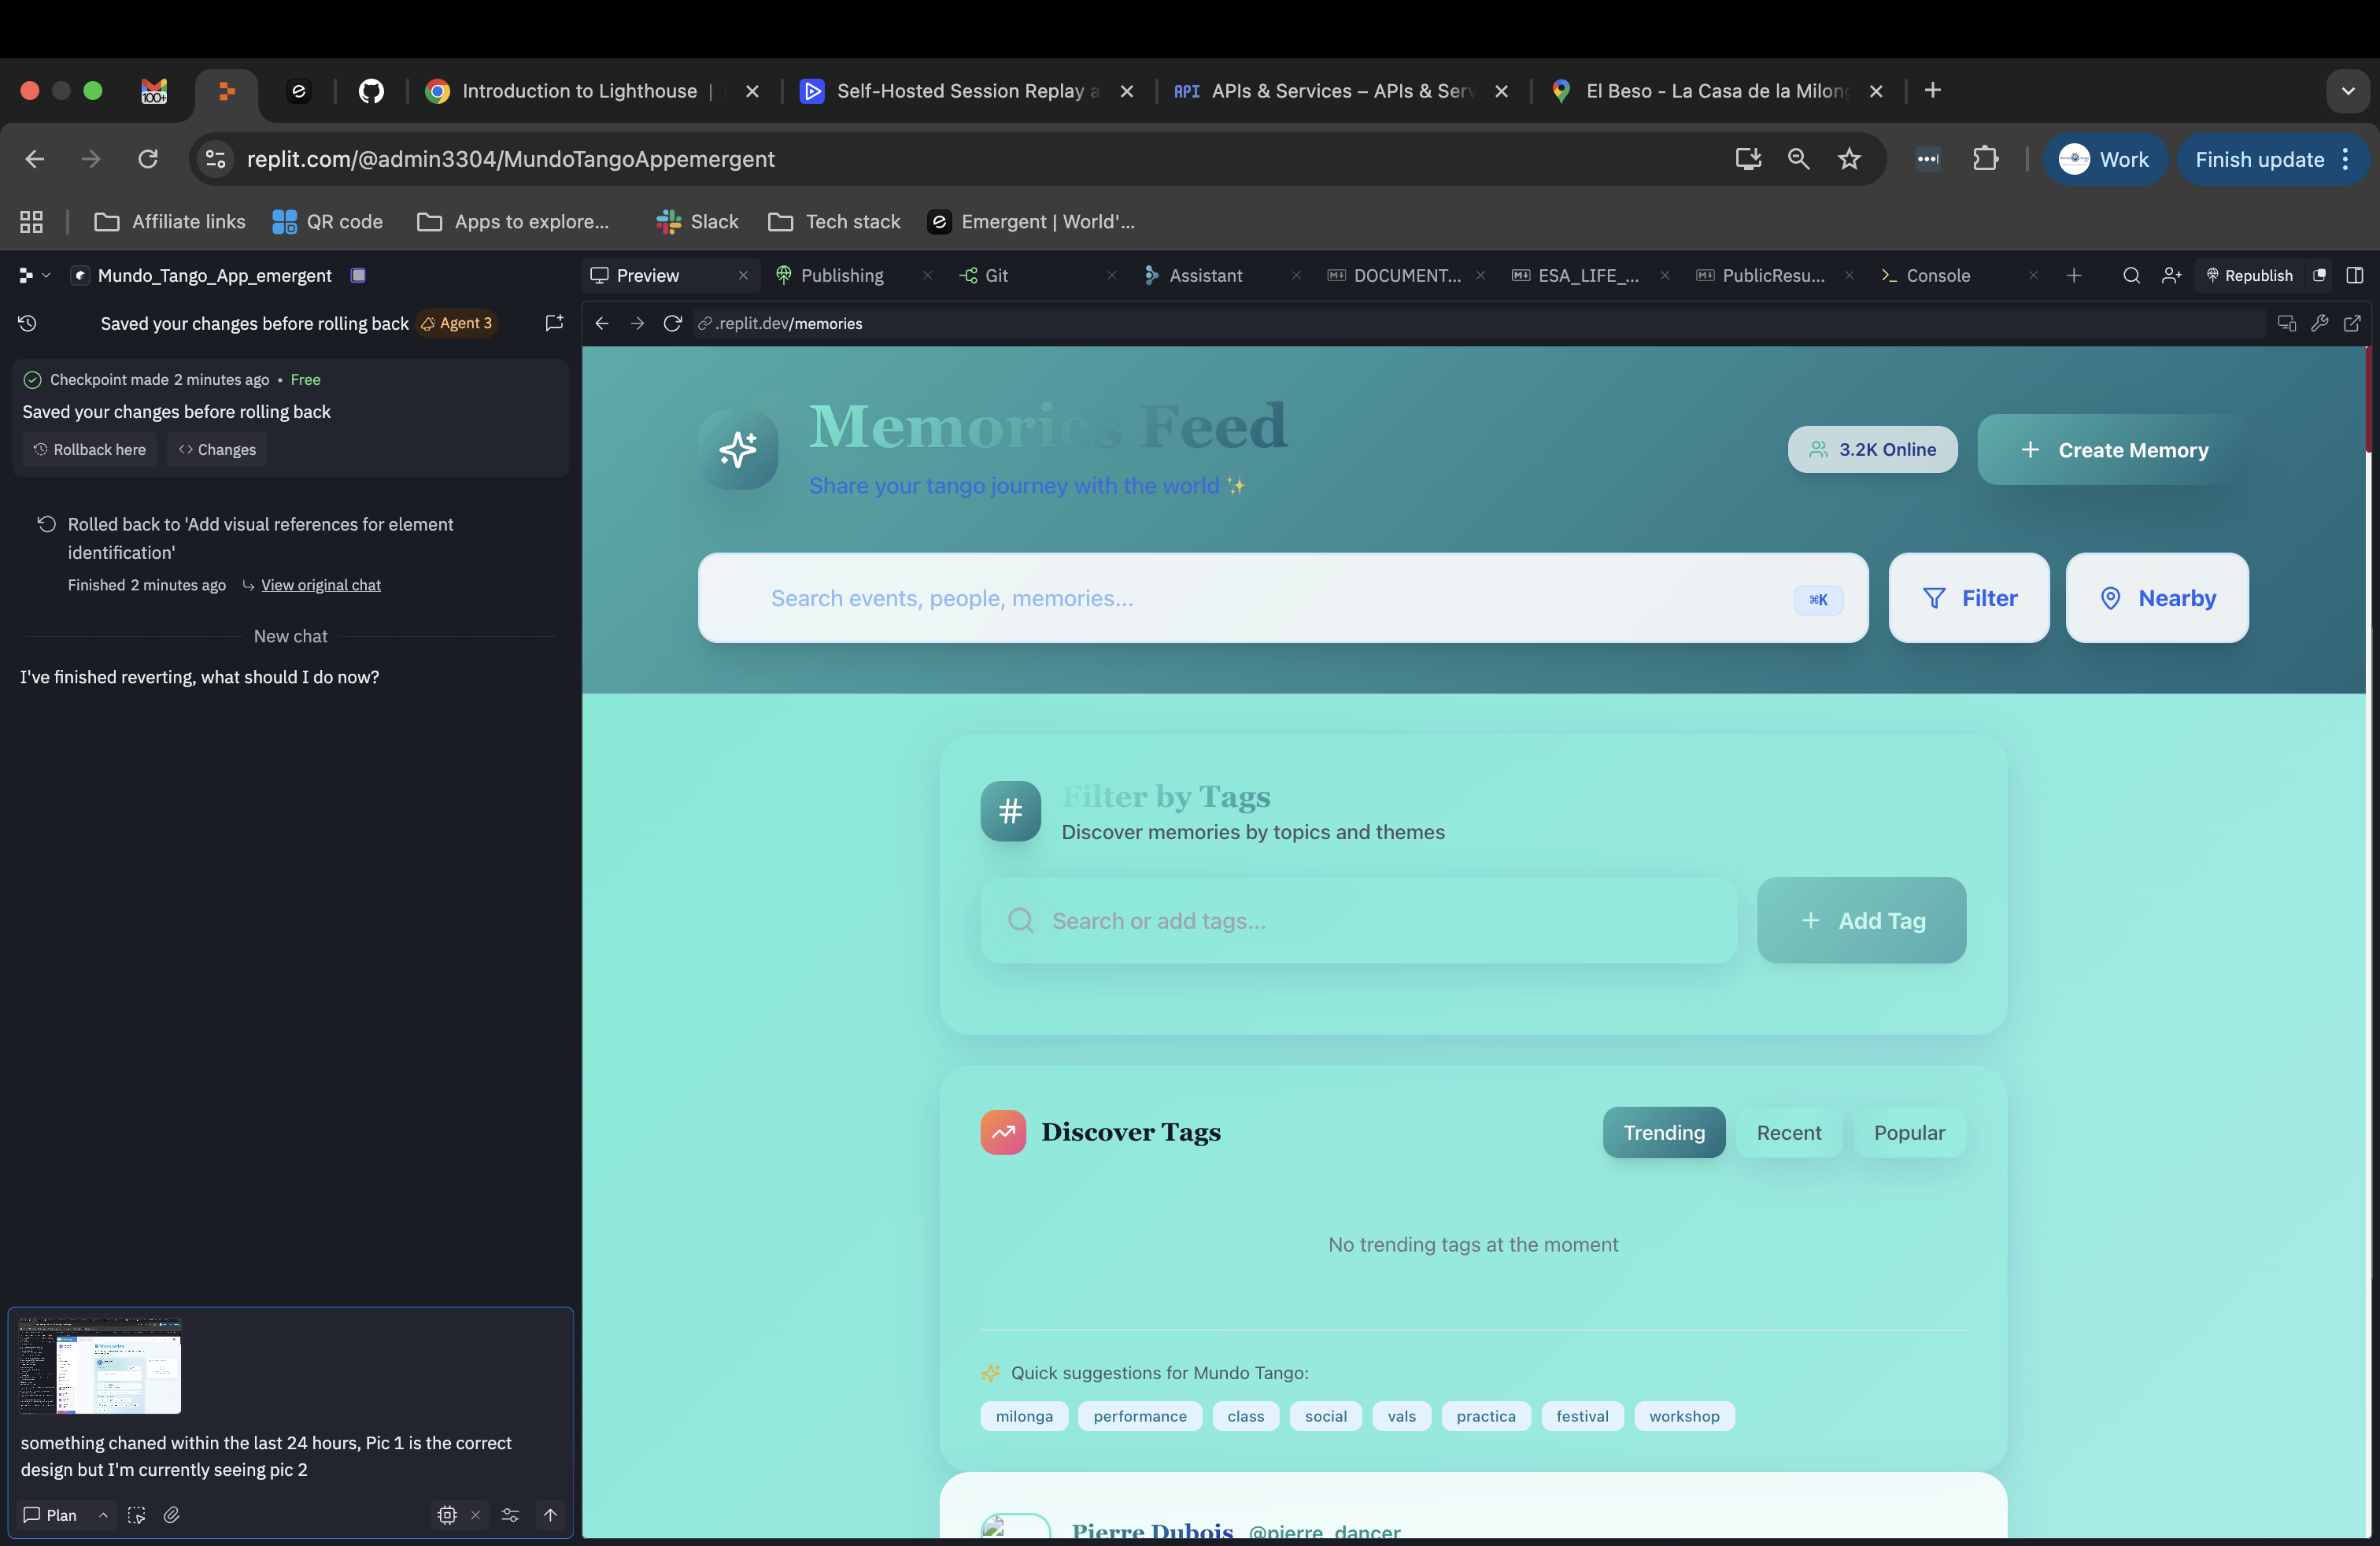 100+
Introduction to Lighthouse |
Self-Hosted Session Replay a
API APIs & Services – APIs & Serv
El Beso - La Casa de la Milong
replit.com/@admin3304/MundoTangoAppemergent
Work
Finish update
Affiliate links
QR code
Apps to explore...
Slack
Tech stack
Emergent | World'...
Mundo_Tango_App_emergent
Preview
Publishing
Git
Assistant
DOCUMENT...
ESA_LIFE_...
PublicResu...
Console
Republish
Saved your changes before rolling back
Agent 3
.replit.dev/memories
Checkpoint made 2 minutes ago • Free
Saved your changes before rolling back
Rollback here
Changes
Rolled back to 'Add visual references for element
identification'
Finished 2 minutes ago
View original chat
New chat
I've finished reverting, what should I do now?
something chaned within the last 24 hours, Pic 1 is the correct
design but I'm currently seeing pic 2
Plan
Memories Feed
Share your tango journey with the world ✨
3.2K Online
Create Memory
Search events, people, memories...
⌘K
Filter
Nearby
# Filter by Tags
Discover memories by topics and themes
Search or add tags...
Add Tag
Discover Tags
Trending
Recent
Popular
No trending tags at the moment
Quick suggestions for Mundo Tango:
milonga
performance
class
social
vals
practica
festival
workshop
Pierre Dubois @pierre_dancer